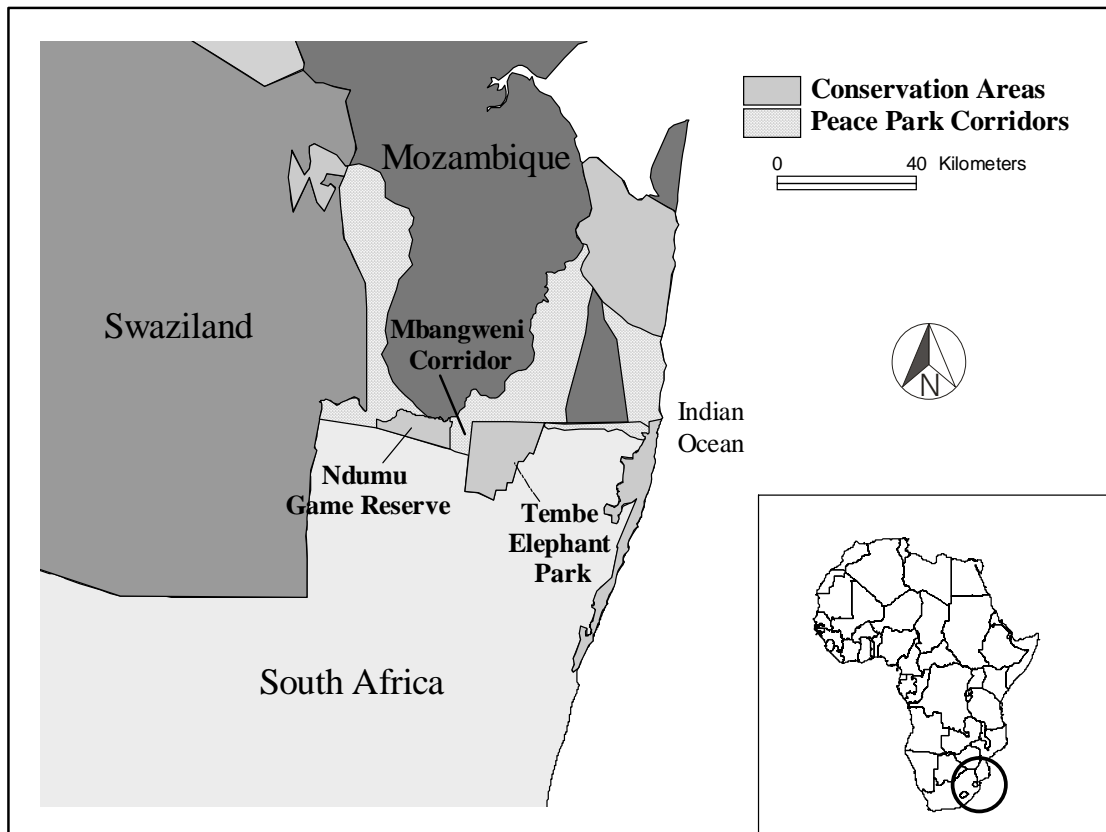 Conservation Areas
Peace Park Corridors
0 40 Kilometers
Mozambique
Swaziland
Mbangweni
Corridor
N
Indian
Ocean
Ndumu
Game Reserve
Tembe
Elephant
Park
South Africa